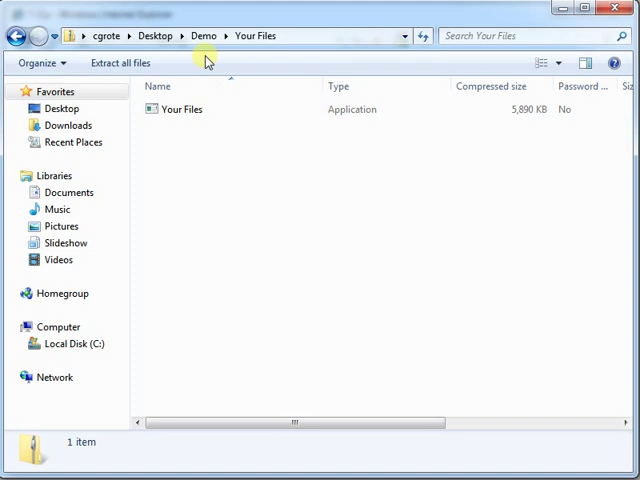 cgrote Desktop Demo Your Files Search Your Files
Organize Extract all files
Name Type Compressed size Password ... Siz
Favorites
Your Files Application 5,890 KB No
Desktop
Downloads
Recent Places
Libraries
Documents
Music
Pictures
Slideshow
Videos
Homegroup
Computer
Local Disk (C:)
Network
1 item